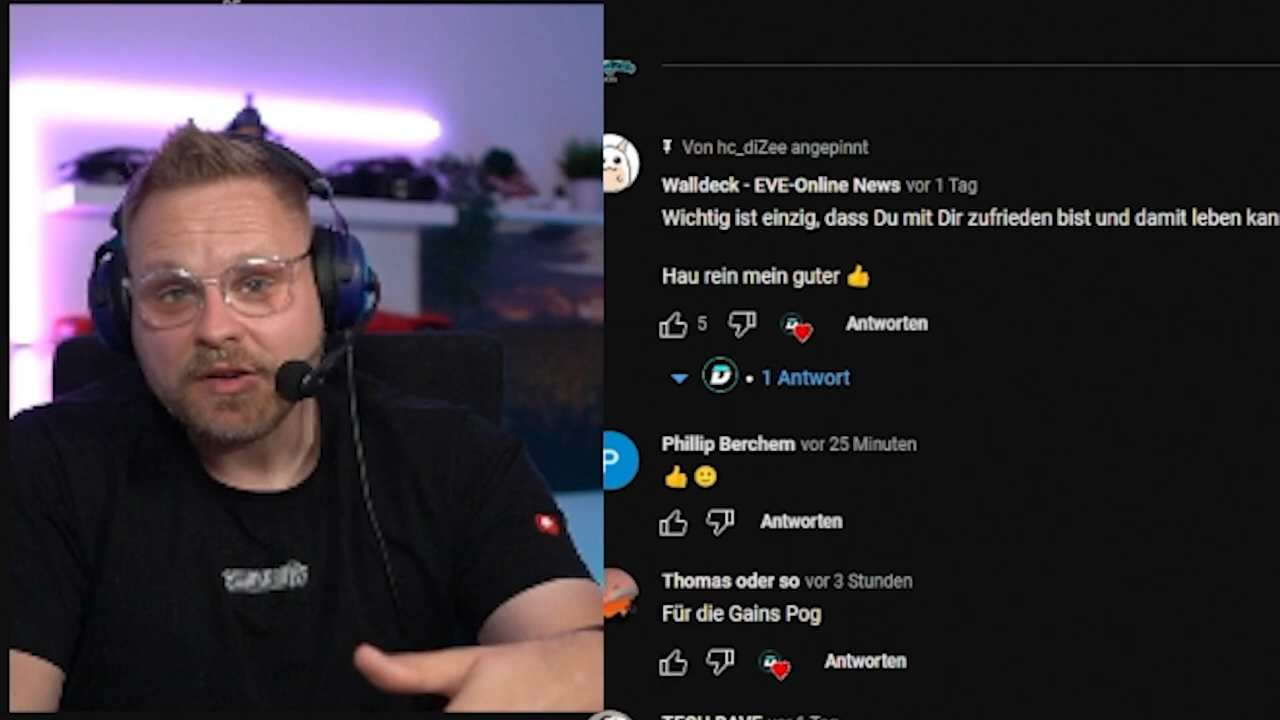 Von hc_diZee angepinnt
Walldeck - EVE-Online News vor 1 Tag
Wichtig ist einzig, dass Du mit Dir zufrieden bist und damit leben kan
Hau rein mein guter 👍
5
Antworten
1 Antwort
P
Phillip Berchem vor 25 Minuten
👍🙂
Antworten
Thomas oder so vor 3 Stunden
Für die Gains Pog
Antworten